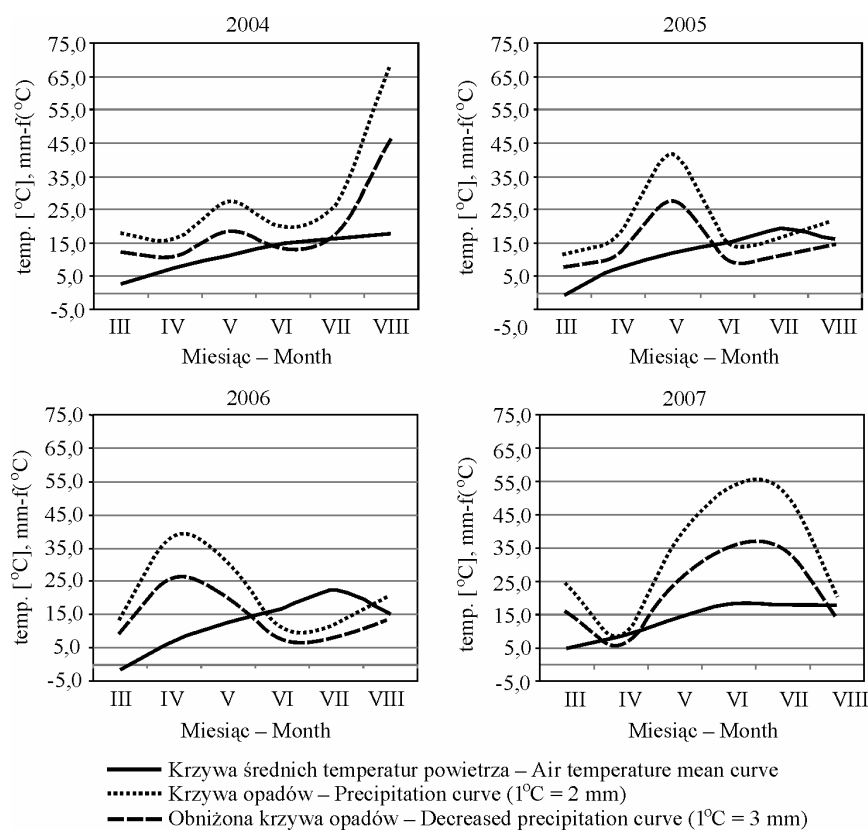 2004
75,0
65,0
55,0
45,0
35,0
25,0
15,0
5,0
-5,0
temp. [°C], mm-f(°C)
III IV V VI VII VIII
Miesiąc – Month
2005
75,0
65,0
55,0
45,0
35,0
25,0
15,0
5,0
-5,0
temp. [°C], mm-f(°C)
III IV V VI VII VIII
Miesiąc – Month
2006
75,0
65,0
55,0
45,0
35,0
25,0
15,0
5,0
-5,0
temp. [°C], mm-f(°C)
III IV V VI VII VIII
Miesiąc – Month
2007
75,0
65,0
55,0
45,0
35,0
25,0
15,0
5,0
-5,0
temp. [°C], mm-f(°C)
III IV V VI VII VIII
Miesiąc – Month
Krzywa średnich temperatur powietrza – Air temperature mean curve
Krzywa opadów – Precipitation curve (1°C = 2 mm)
Obniżona krzywa opadów – Decreased precipitation curve (1°C = 3 mm)